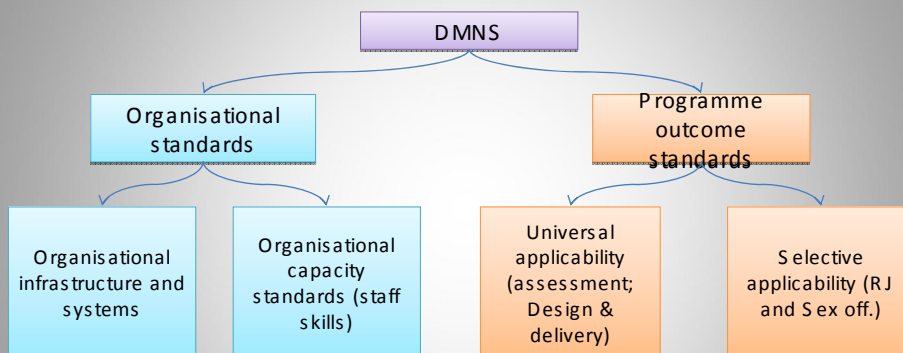 DMNS
Organisational
standards
Programme
outcome
standards
Organisational
infrastructure and
systems
Organisational
capacity
standards (staff
skills)
Universal
applicability
(assessment;
Design &
delivery)
Selective
applicability (RJ
and Sex off.)